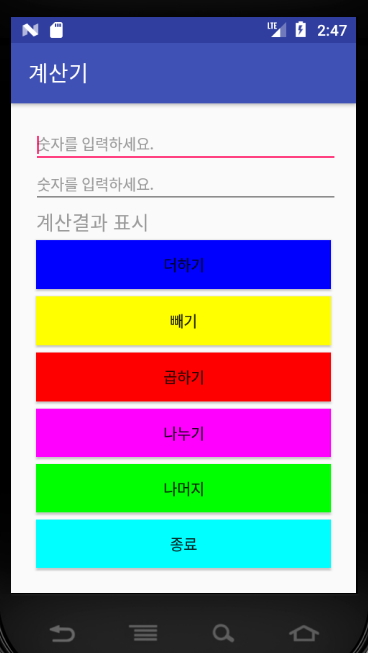 LTE 2:47
계산기
숫자를 입력하세요.
숫자를 입력하세요.
계산결과 표시
더하기
빼기
곱하기
나누기
나머지
종료